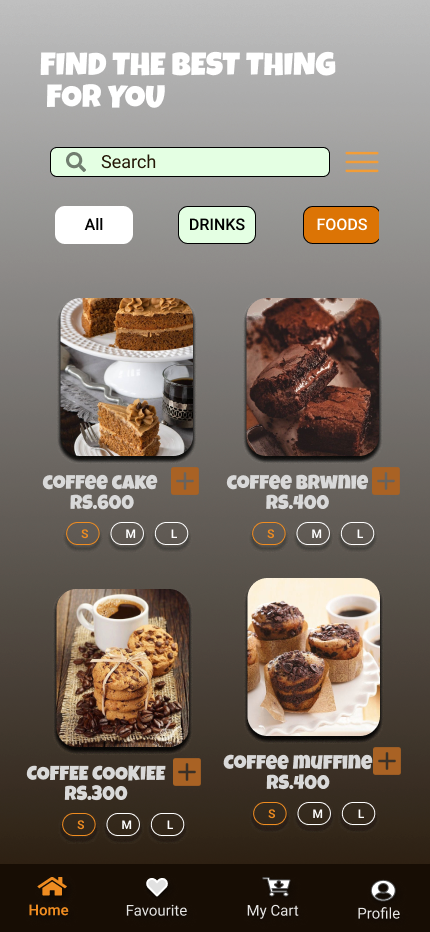 FIND THE BEST THING
FOR YOU
Search
All
DRINKS
FOODS
COFFEE CAKE
RS.600
S M L
COFFEE BRWNIE
RS.400
S M L
COFFEE COOKIEE
RS.300
S M L
COFFEE MUFFINE
RS.400
S M L
Home
Favourite
My Cart
Profile